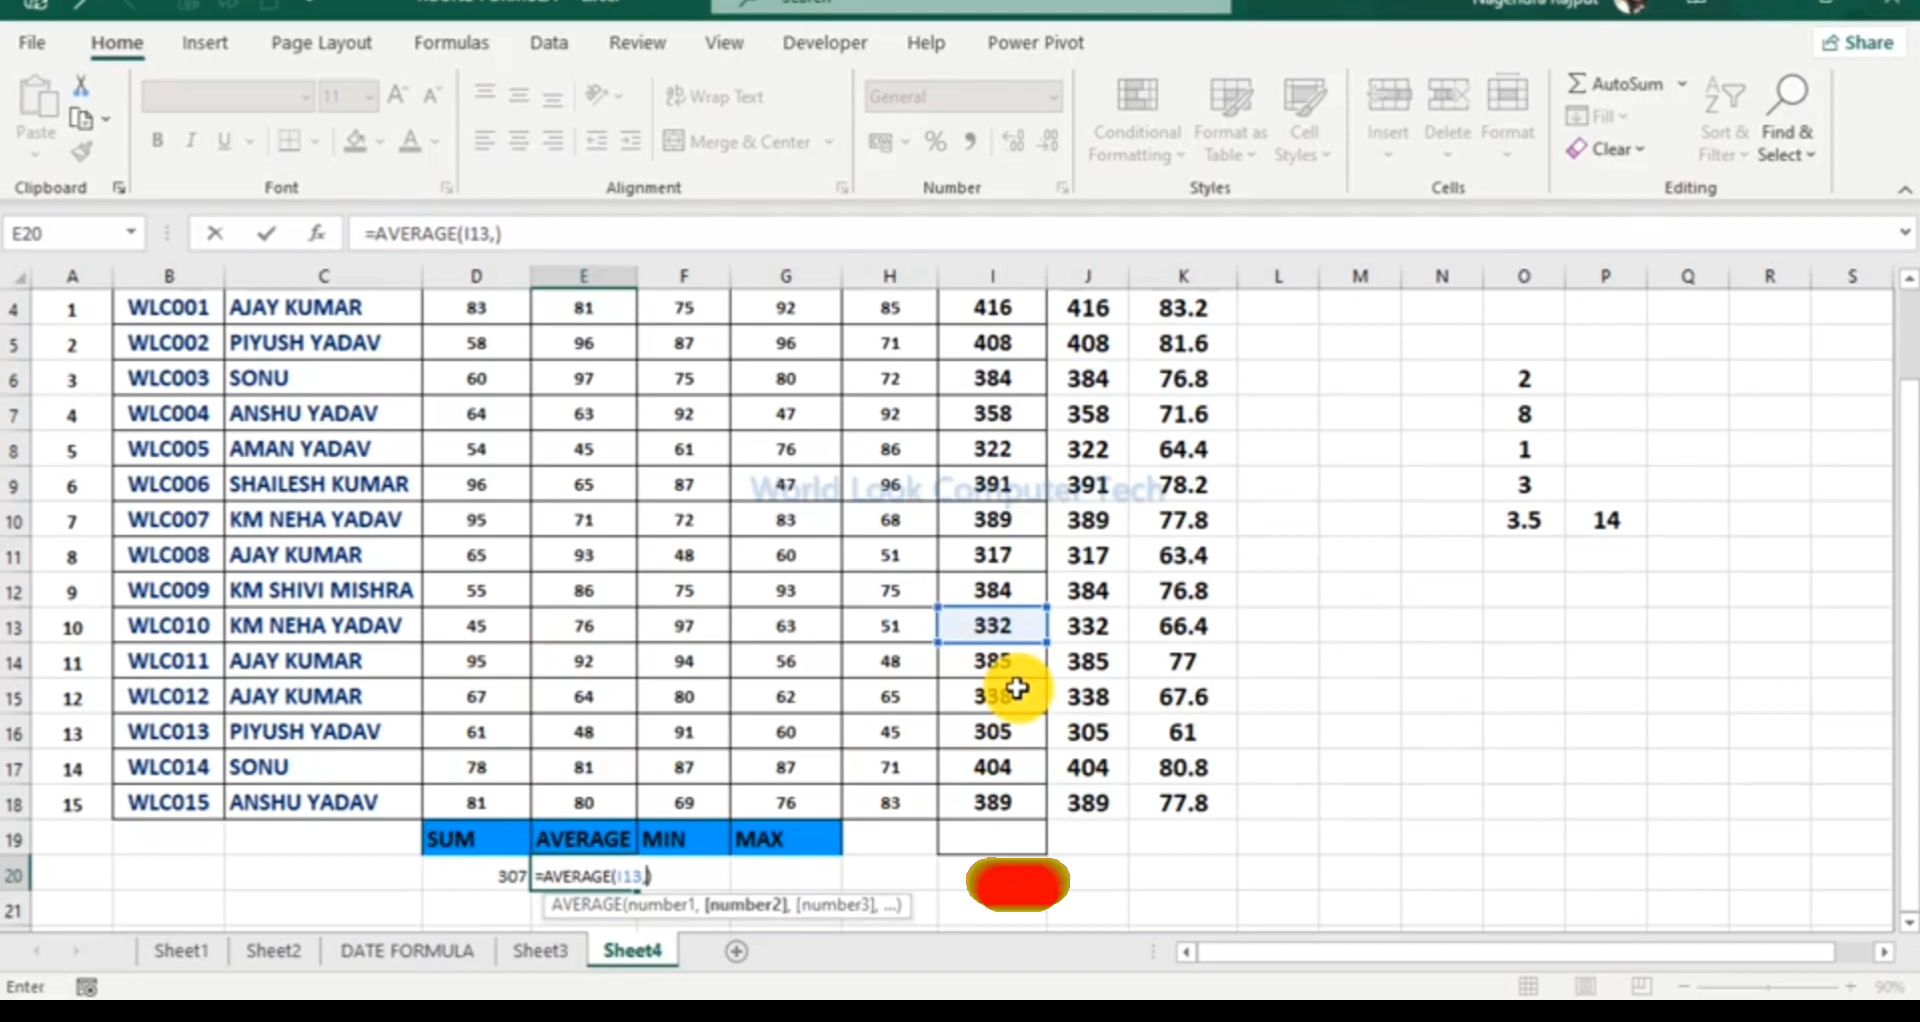 File Home Insert Page Layout Formulas Data Review View Developer Help Power Pivot Share
AutoSum
11 Wrap Text General Fill
Paste Conditional Format as Cell Insert Delete Format Sort & Find &
B I U Merge & Center % Formatting Table Styles Clear Filter Select
Clipboard Font Alignment Number Styles Cells Editing
E20 fx =AVERAGE(I13,)
A B C D E F G H I J K L M N O P Q R S
4 1 WLC001 AJAY KUMAR 83 81 75 92 85 416 416 83.2
5 2 WLC002 PIYUSH YADAV 58 96 87 96 71 408 408 81.6
6 3 WLC003 SONU 60 97 75 80 72 384 384 76.8 2
7 4 WLC004 ANSHU YADAV 64 63 92 47 92 358 358 71.6 8
8 5 WLC005 AMAN YADAV 54 45 61 76 86 322 322 64.4 1
9 6 WLC006 SHAILESH KUMAR 96 65 87 47 96 391 391 78.2 3
World Look Computer Tech
10 7 WLC007 KM NEHA YADAV 95 71 72 83 68 389 389 77.8 3.5 14
11 8 WLC008 AJAY KUMAR 65 93 48 60 51 317 317 63.4
12 9 WLC009 KM SHIVI MISHRA 55 86 75 93 75 384 384 76.8
13 10 WLC010 KM NEHA YADAV 45 76 97 63 51 332 332 66.4
14 11 WLC011 AJAY KUMAR 95 92 94 56 48 385 385 77
15 12 WLC012 AJAY KUMAR 67 64 80 62 65 338 338 67.6
16 13 WLC013 PIYUSH YADAV 61 48 91 60 45 305 305 61
17 14 WLC014 SONU 78 81 87 87 71 404 404 80.8
18 15 WLC015 ANSHU YADAV 81 80 69 76 83 389 389 77.8
19 SUM AVERAGE MIN MAX
20 307 =AVERAGE(I13,)
21 AVERAGE(number1, [number2], [number3], ...)
Sheet1 Sheet2 DATE FORMULA Sheet3 Sheet4
Enter 90%